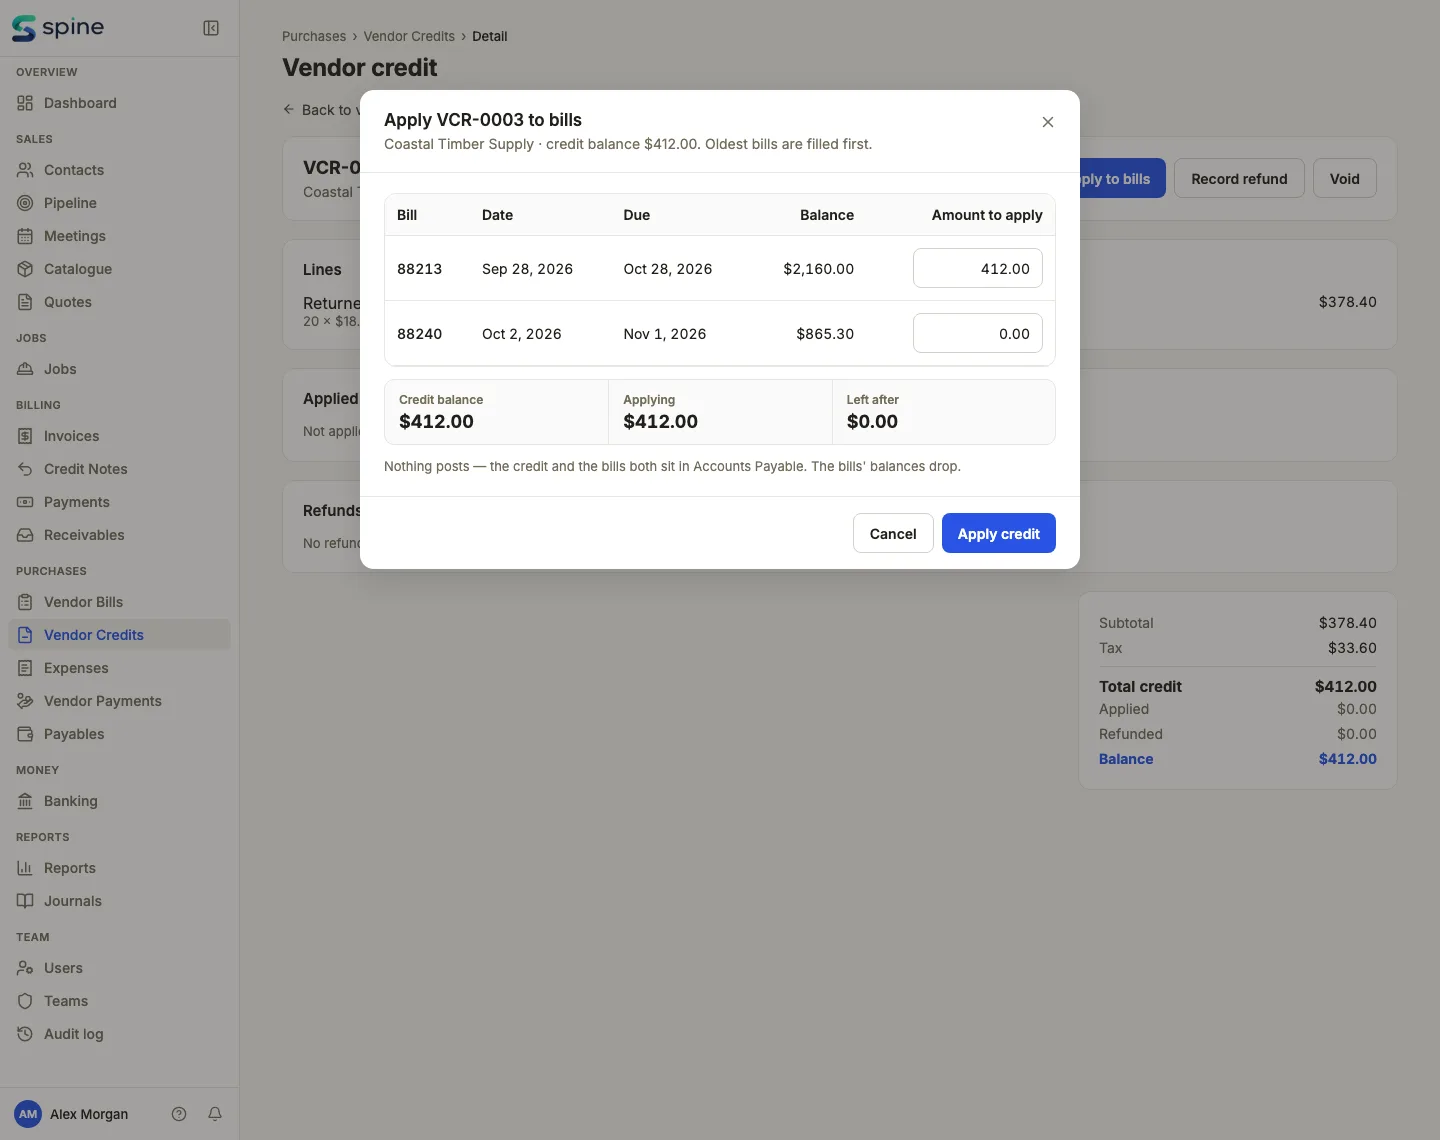 spine
OVERVIEW
Dashboard
SALES
Contacts
Pipeline
Meetings
Catalogue
Quotes
JOBS
Jobs
BILLING
Invoices
Credit Notes
Payments
Receivables
PURCHASES
Vendor Bills
Vendor Credits
Expenses
Vendor Payments
Payables
MONEY
Banking
REPORTS
Reports
Journals
TEAM
Users
Teams
Audit log
AM Alex Morgan
Purchases › Vendor Credits › Detail
Vendor credit
Back to
VCR-0
Coastal
to bills
Record refund
Void
Lines
20 × $18.
$378.40
Applied
Not
Refunds
No
Subtotal $378.40
Tax $33.60
Total credit $412.00
Applied $0.00
Refunded $0.00
Balance $412.00
Apply VCR-0003 to bills
Coastal Timber Supply · credit balance $412.00. Oldest bills are filled first.
Bill Date Due Balance Amount to apply
88213 Sep 28, 2026 Oct 28, 2026 $2,160.00 412.00
88240 Oct 2, 2026 Nov 1, 2026 $865.30 0.00
Credit balance Applying Left after
$412.00 $412.00 $0.00
Nothing posts — the credit and the bills both sit in Accounts Payable. The bills' balances drop.
Cancel
Apply credit